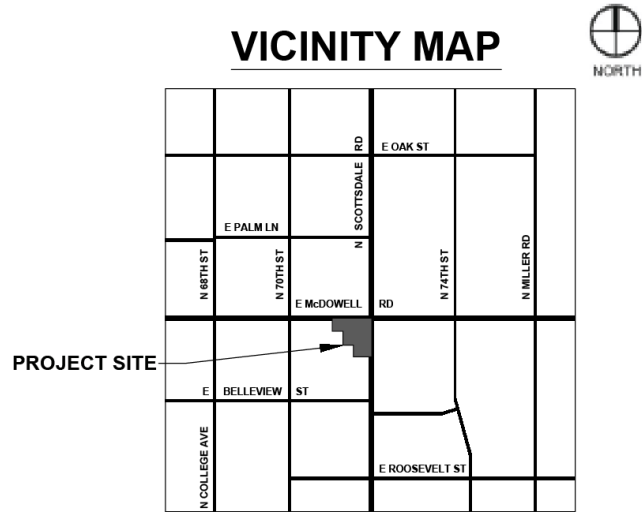 VICINITY MAP
NORTH
E OAK ST
N SCOTTSDALE RD
E PALM LN
N 68TH ST
N 70TH ST
N 74TH ST
N MILLER RD
E McDOWELL RD
PROJECT SITE
E BELLEVIEW ST
N COLLEGE AVE
E ROOSEVELT ST